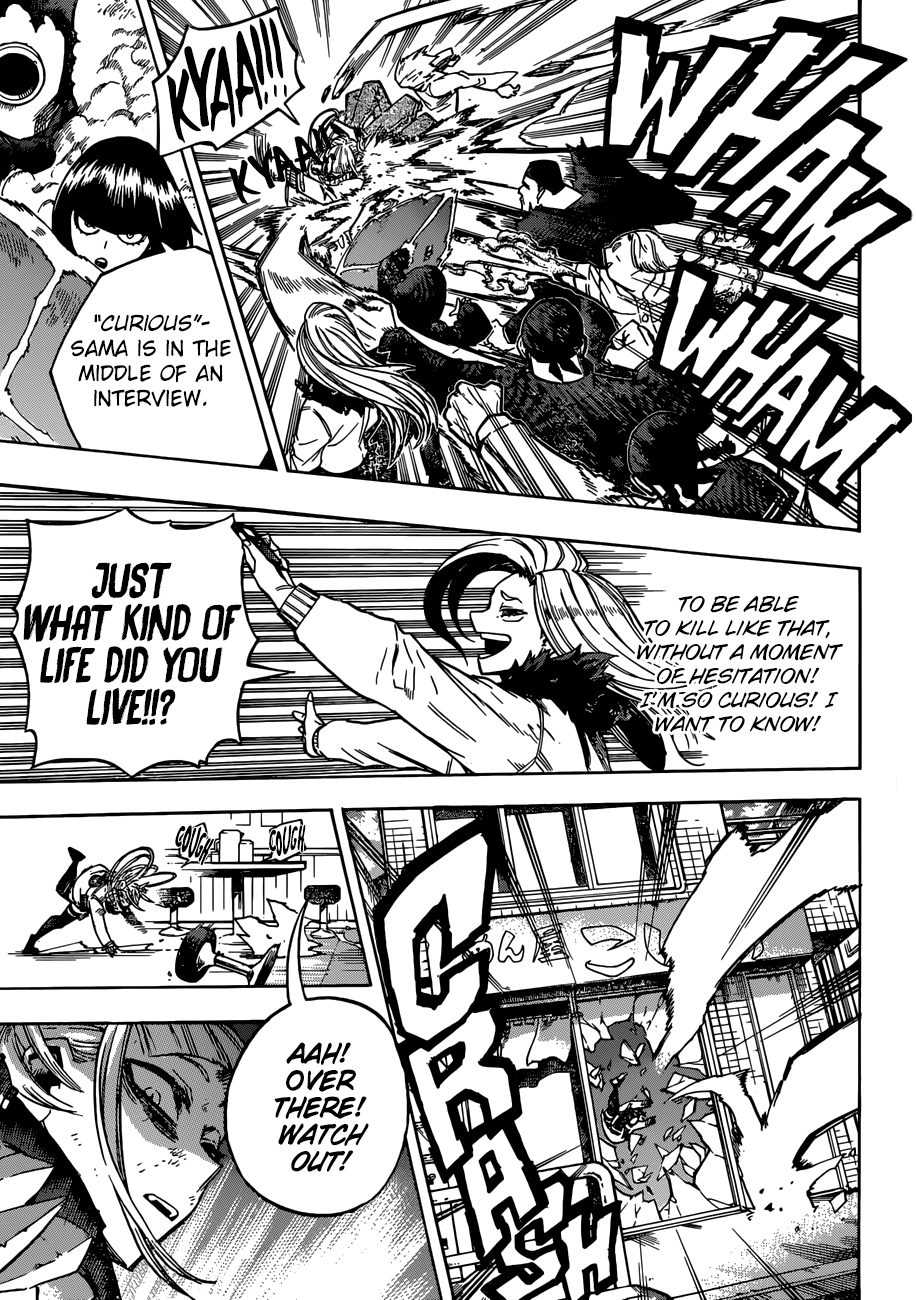 WHAM
WHAM
KYAA!!!
KYAAA
"CURIOUS"-
SAMA IS IN THE
MIDDLE OF AN
INTERVIEW.
TO BE ABLE
TO KILL LIKE THAT,
WITHOUT A MOMENT
OF HESITATION!
I'M SO CURIOUS! I
WANT TO KNOW!
JUST
WHAT KIND OF
LIFE DID YOU
LIVE!!?
CRASH
COUGH
COUGH
AAH!
OVER
THERE!
WATCH
OUT!